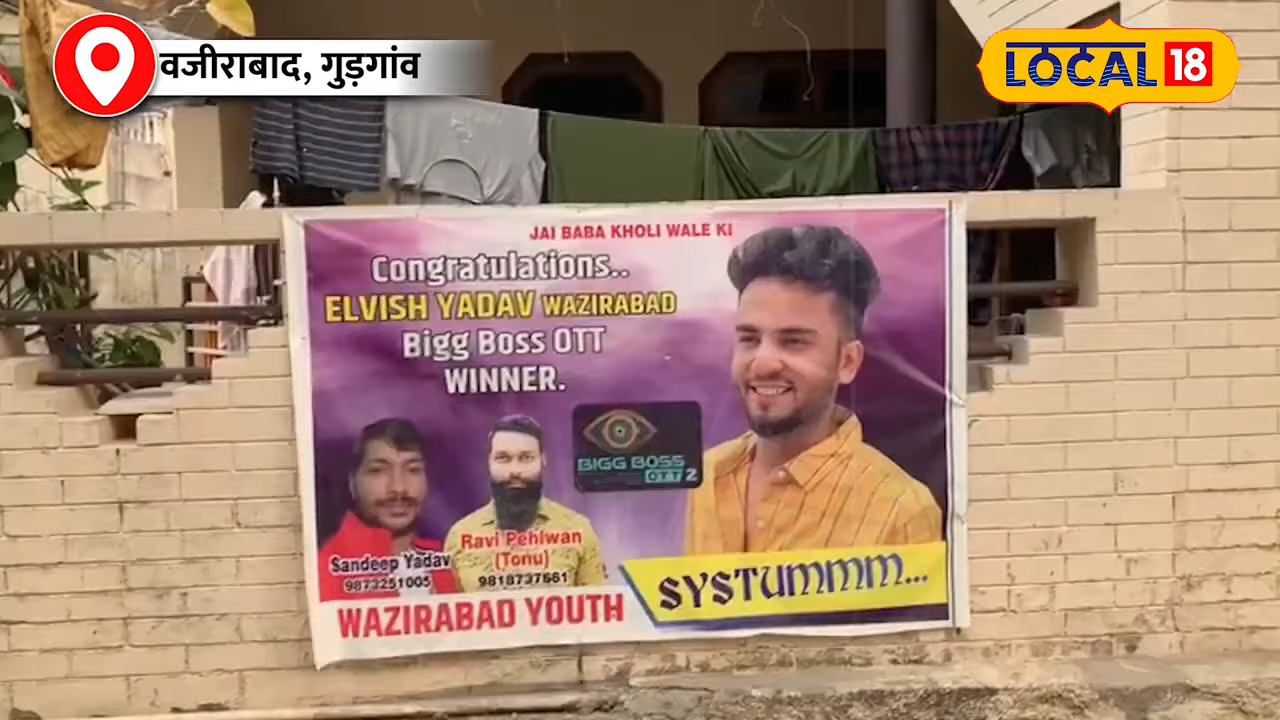 वजीराबाद, गुड़गांव
LOCAL 18
JAI BABA KHOLI WALE KI
Congratulations..
ELVISH YADAV WAZIRABAD
Bigg Boss OTT
WINNER.
BIGG BOSS
OTT 2
Sandeep Yadav
9873251005
Ravi Pehlwan
(Tonu)
9818737661
WAZIRABAD YOUTH
SYSTUMMM...